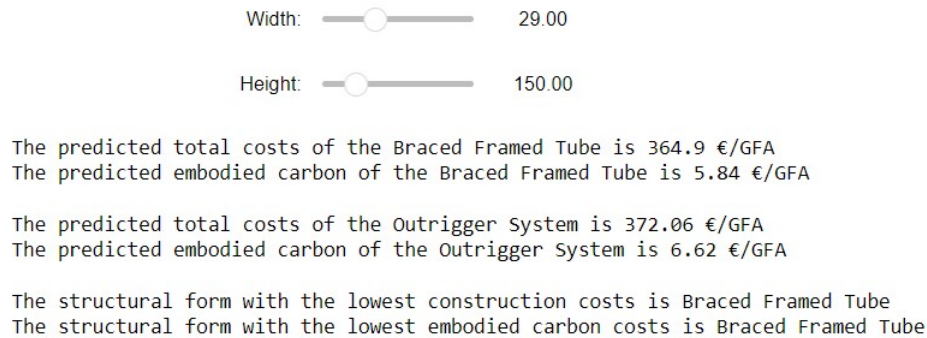 Width: 29.00
Height: 150.00
The predicted total costs of the Braced Framed Tube is 364.9 €/GFA
The predicted embodied carbon of the Braced Framed Tube is 5.84 €/GFA
The predicted total costs of the Outrigger System is 372.06 €/GFA
The predicted embodied carbon of the Outrigger System is 6.62 €/GFA
The structural form with the lowest construction costs is Braced Framed Tube
The structural form with the lowest embodied carbon costs is Braced Framed Tube